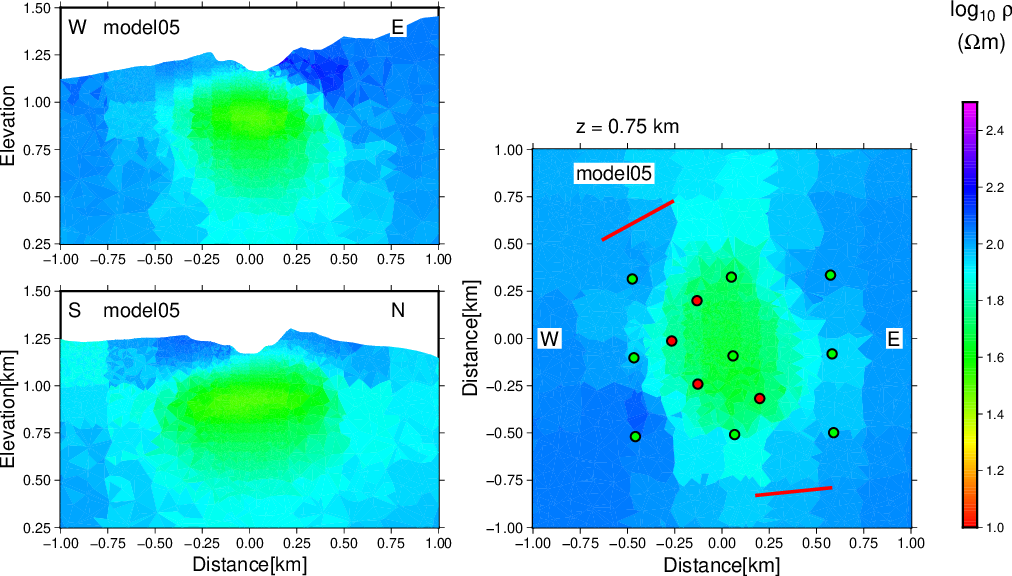 W model05 E
1.50
1.25
1.00
0.75
0.50
0.25
Elevation
−1.00 −0.75 −0.50 −0.25 0.00 0.25 0.50 0.75 1.00
S model05 N
1.50
1.25
1.00
0.75
0.50
0.25
Elevation[km]
−1.00 −0.75 −0.50 −0.25 0.00 0.25 0.50 0.75 1.00
Distance[km]
z = 0.75 km
model05
1.00
0.75
0.50
0.25
0.00
−0.25
−0.50
−0.75
−1.00
Distance[km]
W E
−1.00 −0.75 −0.50 −0.25 0.00 0.25 0.50 0.75 1.00
Distance[km]
log₁₀ ρ
(Ωm)
2.4
2.2
2.0
1.8
1.6
1.4
1.2
1.0